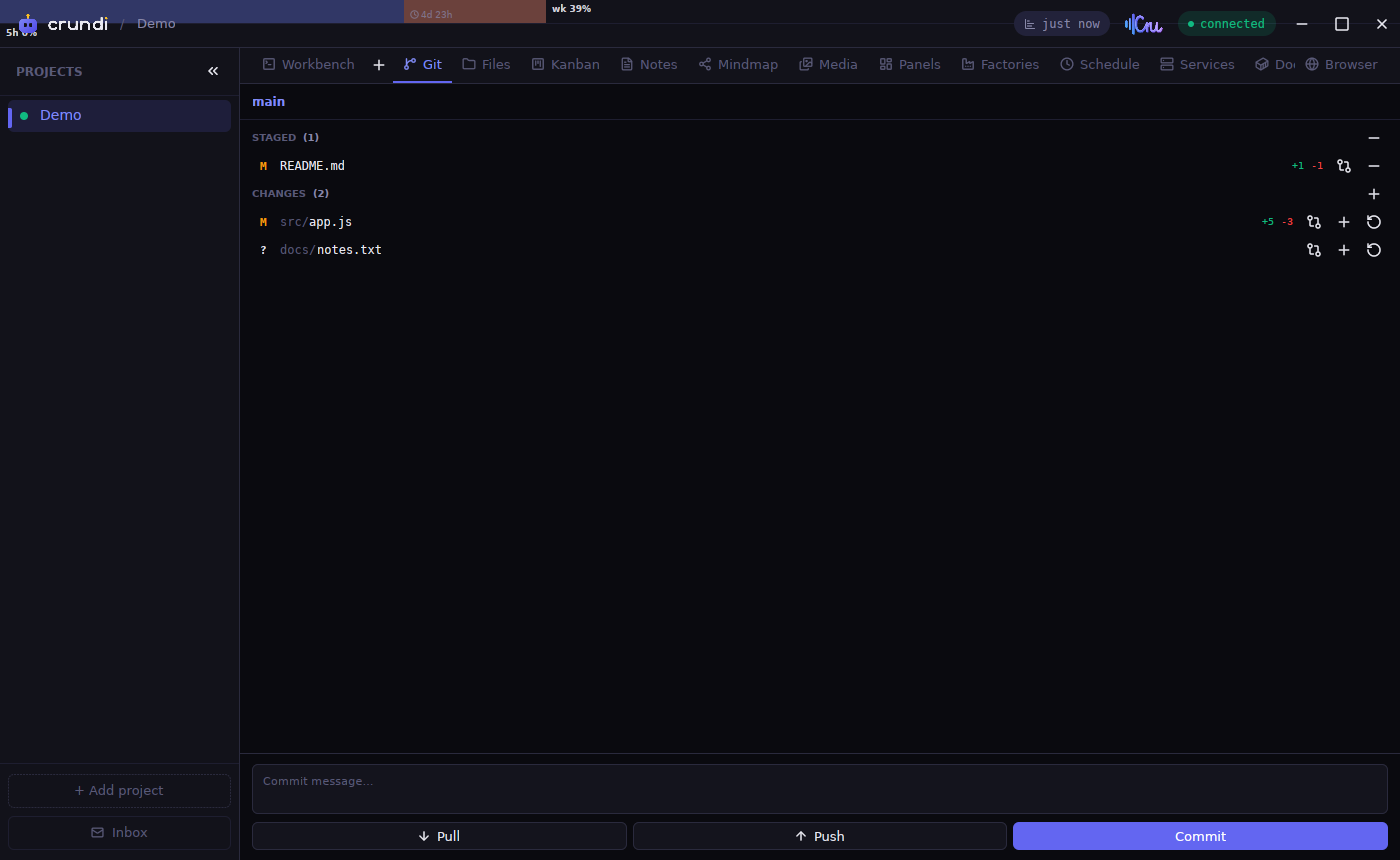 4d 23h
wk 39%
crundi / Demo
just now
Cru
connected
PROJECTS
Workbench
Git
Files
Kanban
Notes
Mindmap
Media
Panels
Factories
Schedule
Services
Browser
Demo
main
STAGED (1)
M README.md +1 -1
CHANGES (2)
M src/app.js +5 -3
? docs/notes.txt
Commit message...
+ Add project
Inbox
Pull
Push
Commit